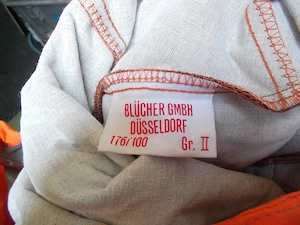 BLÜCHER GMBH
DÜSSELDORF
176/100 Gr. II